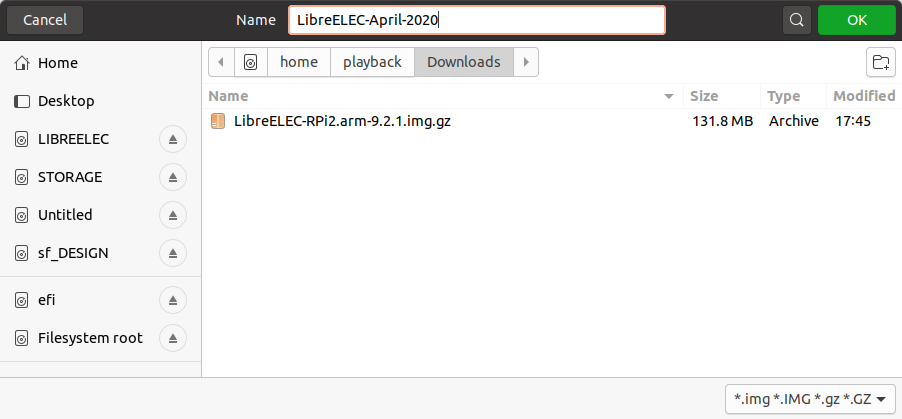 Cancel Name LibreELEC-April-2020 OK
Home
Desktop
LIBREELEC
STORAGE
Untitled
sf_DESIGN
efi
Filesystem root
home playback Downloads
Name Size Type Modified
LibreELEC-RPi2.arm-9.2.1.img.gz 131.8 MB Archive 17:45
*.img *.IMG *.gz *.GZ